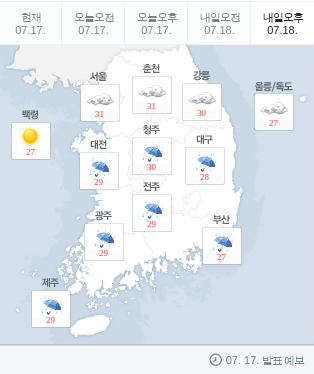 현재 오늘오전 오늘오후 내일오전 내일오후
07.17. 07.17. 07.17. 07.18. 07.18.
춘천
서울 강릉
31
울릉/독도
31 30
27
백령
27
청주
대구
대전
30
28
29
전주
29
광주
부산
29
27
제주
29
07. 17. 발표 예보